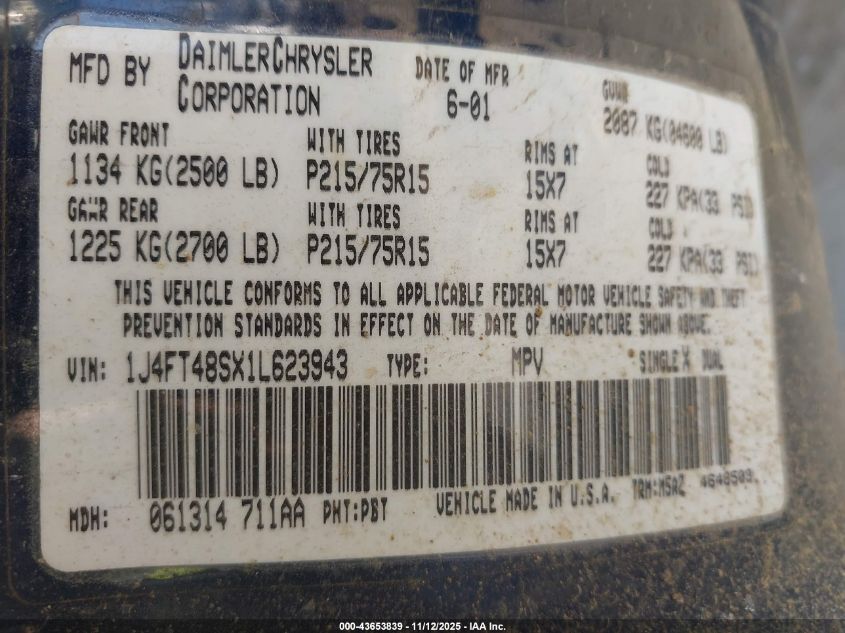 MFD BY DAIMLERCHRYSLER CORPORATION DATE OF MFR 6-01 GVWR 2087 KG(04600 LB)
GAWR FRONT WITH TIRES RIMS AT COLD
1134 KG(2500 LB) P215/75R15 15X7 227 KPA(33 PSI)
GAWR REAR WITH TIRES RIMS AT COLD
1225 KG(2700 LB) P215/75R15 15X7 227 KPA(33 PSI)
THIS VEHICLE CONFORMS TO ALL APPLICABLE FEDERAL MOTOR VEHICLE SAFETY AND THEFT
PREVENTION STANDARDS IN EFFECT ON THE DATE OF MANUFACTURE SHOWN ABOVE.
VIN: 1J4FT48SX1L623943 TYPE: MPV SINGLE X DUAL
MDH: 061314 711AA PNT:PBT VEHICLE MADE IN U.S.A. TRM:M5AZ 4648503
000-43653839 - 11/12/2025 - IAA Inc.